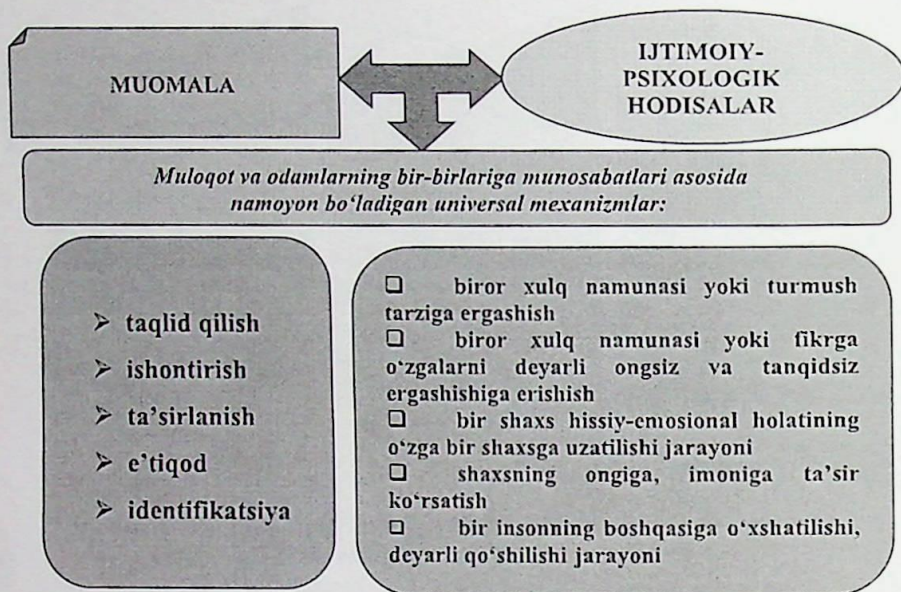 MUOMALA
IJTIMOIY-
PSIXOLOGIK
HODISALAR
Muloqot va odamlarning bir-birlariga munosabatlari asosida
namoyon bo‘ladigan universal mexanizmlar:
➢ taqlid qilish
➢ ishontirish
➢ ta’sirlanish
➢ e’tiqod
➢ identifikatsiya
❑ biror xulq namunasi yoki turmush
tarziga ergashish
❑ biror xulq namunasi yoki fikrga
o‘zgalarni deyarli ongsiz va tanqidsiz
ergashishiga erishish
❑ bir shaxs hissiy-emosional holatining
o‘zga bir shaxsga uzatilishi jarayoni
❑ shaxsning ongiga, imoniga ta’sir
ko‘rsatish
❑ bir insonning boshqasiga o‘xshatilishi,
deyarli qo‘shilishi jarayoni